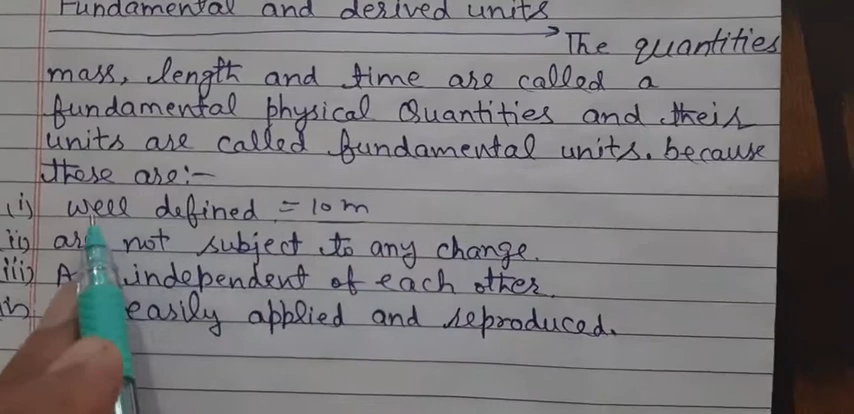 Fundamental and derived units
The quantities
mass, length and time are called a
fundamental physical Quantities and their
units are called fundamental units. because
these are:-
(i) well defined = 10 m
ii) are not subject to any change.
iii) independent of each other.
easily applied and reproduced.